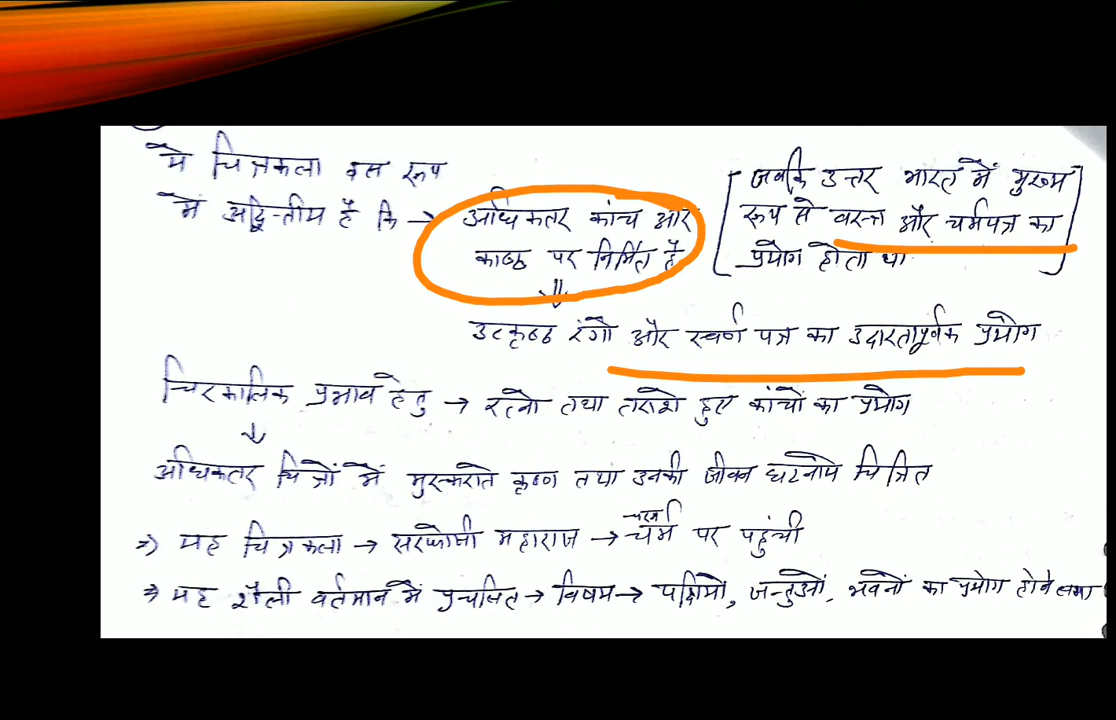 ये चित्रकला इस रूप
में अद्वितीय है कि → अधिकतर कांच और
काष्ठ पर निर्मित है
[जबकि उत्तर भारत में मुख्य
रूप से वस्त्र और चर्मपत्र का
प्रयोग होता था]
⇓
उत्कृष्ठ रंगों और स्वर्ण पत्र का उदारतापूर्वक प्रयोग
चिरकालिक प्रभाव हेतु → रत्नो तथा तराशे हुए कांचों का प्रयोग
↓
अधिकतर चित्रों में मुस्कराते कृष्ण तथा उनकी जीवन घटनाये चित्रित
⇒ यह चित्रकला → सरफोजी महाराज → चर्म पर पहुंची
चरम
⇒ यह शैली वर्तमान में प्रचलित → विषय → पक्षियों, जन्तुओं, भवनों का प्रयोग होने लगा